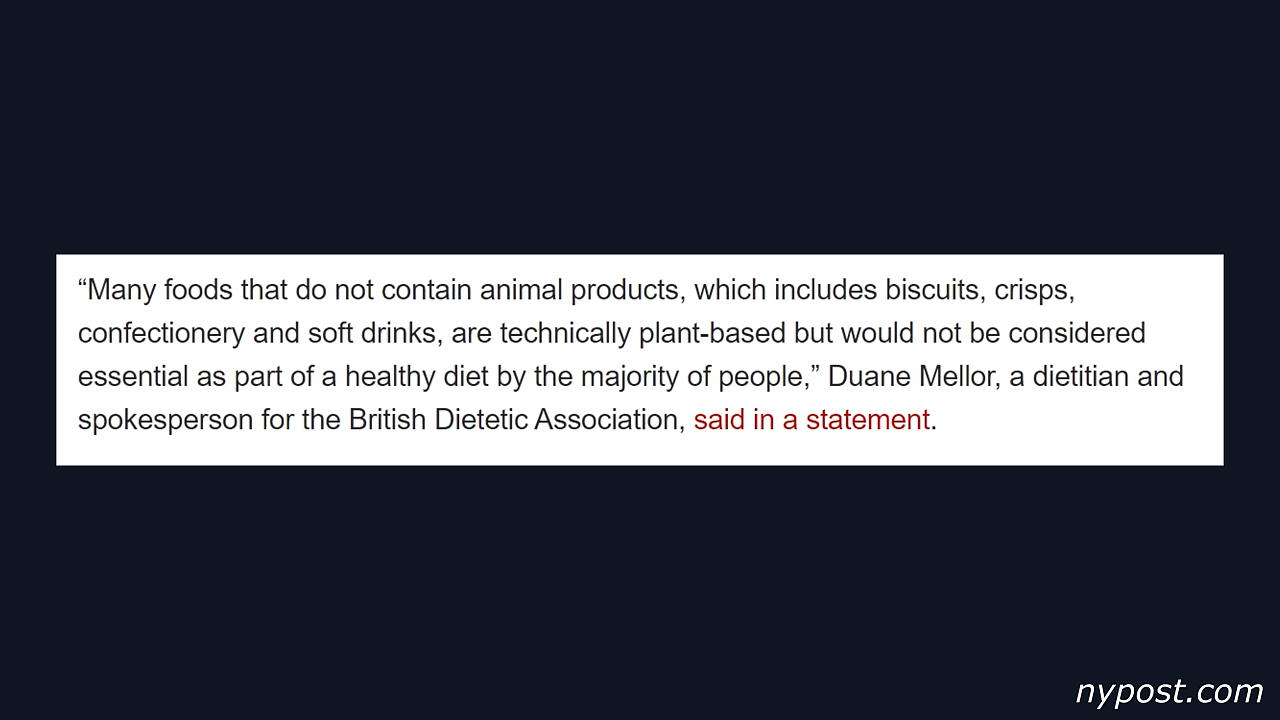 “Many foods that do not contain animal products, which includes biscuits, crisps,
confectionery and soft drinks, are technically plant-based but would not be considered
essential as part of a healthy diet by the majority of people,” Duane Mellor, a dietitian and
spokesperson for the British Dietetic Association, said in a statement.
nypost.com